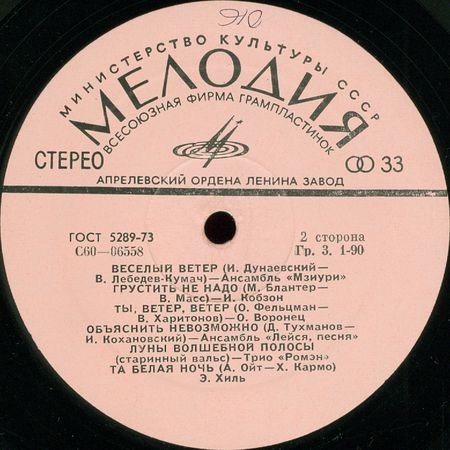 МИНИСТЕРСТВО КУЛЬТУРЫ СССР
МЕЛОДИЯ
ВСЕСОЮЗНАЯ ФИРМА ГРАМПЛАСТИНОК
СТЕРЕО
33
АПРЕЛЕВСКИЙ ОРДЕНА ЛЕНИНА ЗАВОД
ГОСТ 5289-73
2 сторона
С60—06558
Гр. 3. 1-90
ВЕСЕЛЫЙ ВЕТЕР (И. Дунаевский—
В. Лебедев-Кумач)—Ансамбль «Мзиури»
ГРУСТИТЬ НЕ НАДО (М. Блантер—
В. Масс)—И. Кобзон
ТЫ, ВЕТЕР, ВЕТЕР (О. Фельцман—
В. Харитонов)—О. Воронец
ОБЪЯСНИТЬ НЕВОЗМОЖНО (Д. Тухманов—
И. Кохановский)—Ансамбль «Лейся, песня»
ЛУНЫ ВОЛШЕБНОЙ ПОЛОСЫ
(старинный вальс)—Трио «Ромэн»
ТА БЕЛАЯ НОЧЬ (А. Ойт—Х. Кармо)
Э. Хиль